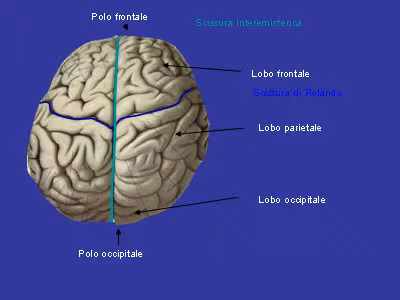 Polo frontale
Scissura Interemisferica
Lobo frontale
Scissura di Rolando
Lobo parietale
Lobo occipitale
Polo occipitale